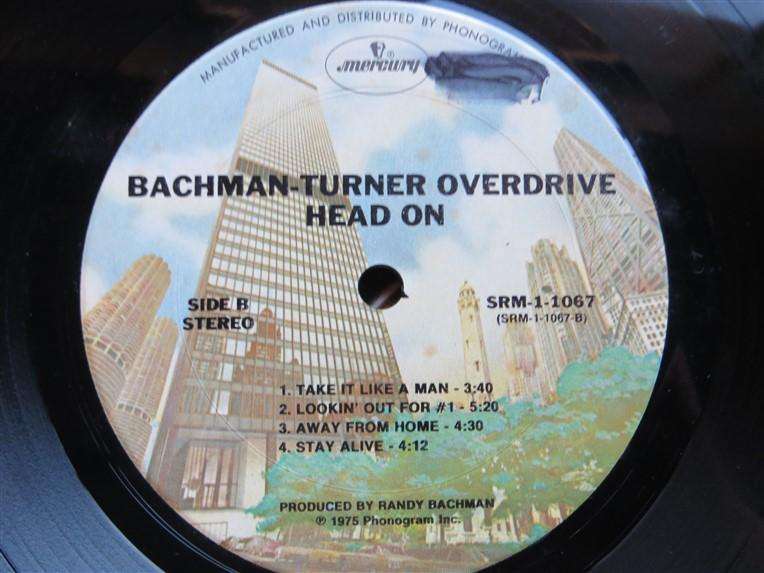 MANUFACTURED AND DISTRIBUTED BY PHONOGRAM
mercury ®
BACHMAN-TURNER OVERDRIVE
HEAD ON
SIDE B
STEREO
SRM-1-1067
(SRM-1-1067-B)
1. TAKE IT LIKE A MAN - 3:40
2. LOOKIN' OUT FOR #1 - 5:20
3. AWAY FROM HOME - 4:30
4. STAY ALIVE - 4:12
PRODUCED BY RANDY BACHMAN
℗ 1975 Phonogram Inc.